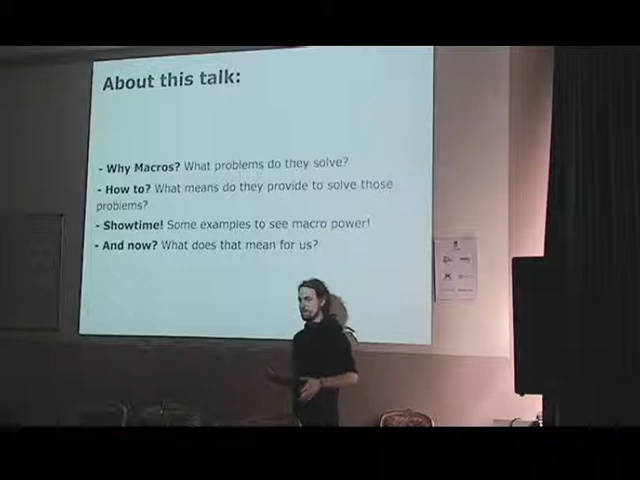 About this talk:
- Why Macros? What problems do they solve?
- How to? What means do they provide to solve those
problems?
- Showtime! Some examples to see macro power!
- And now? What does that mean for us?